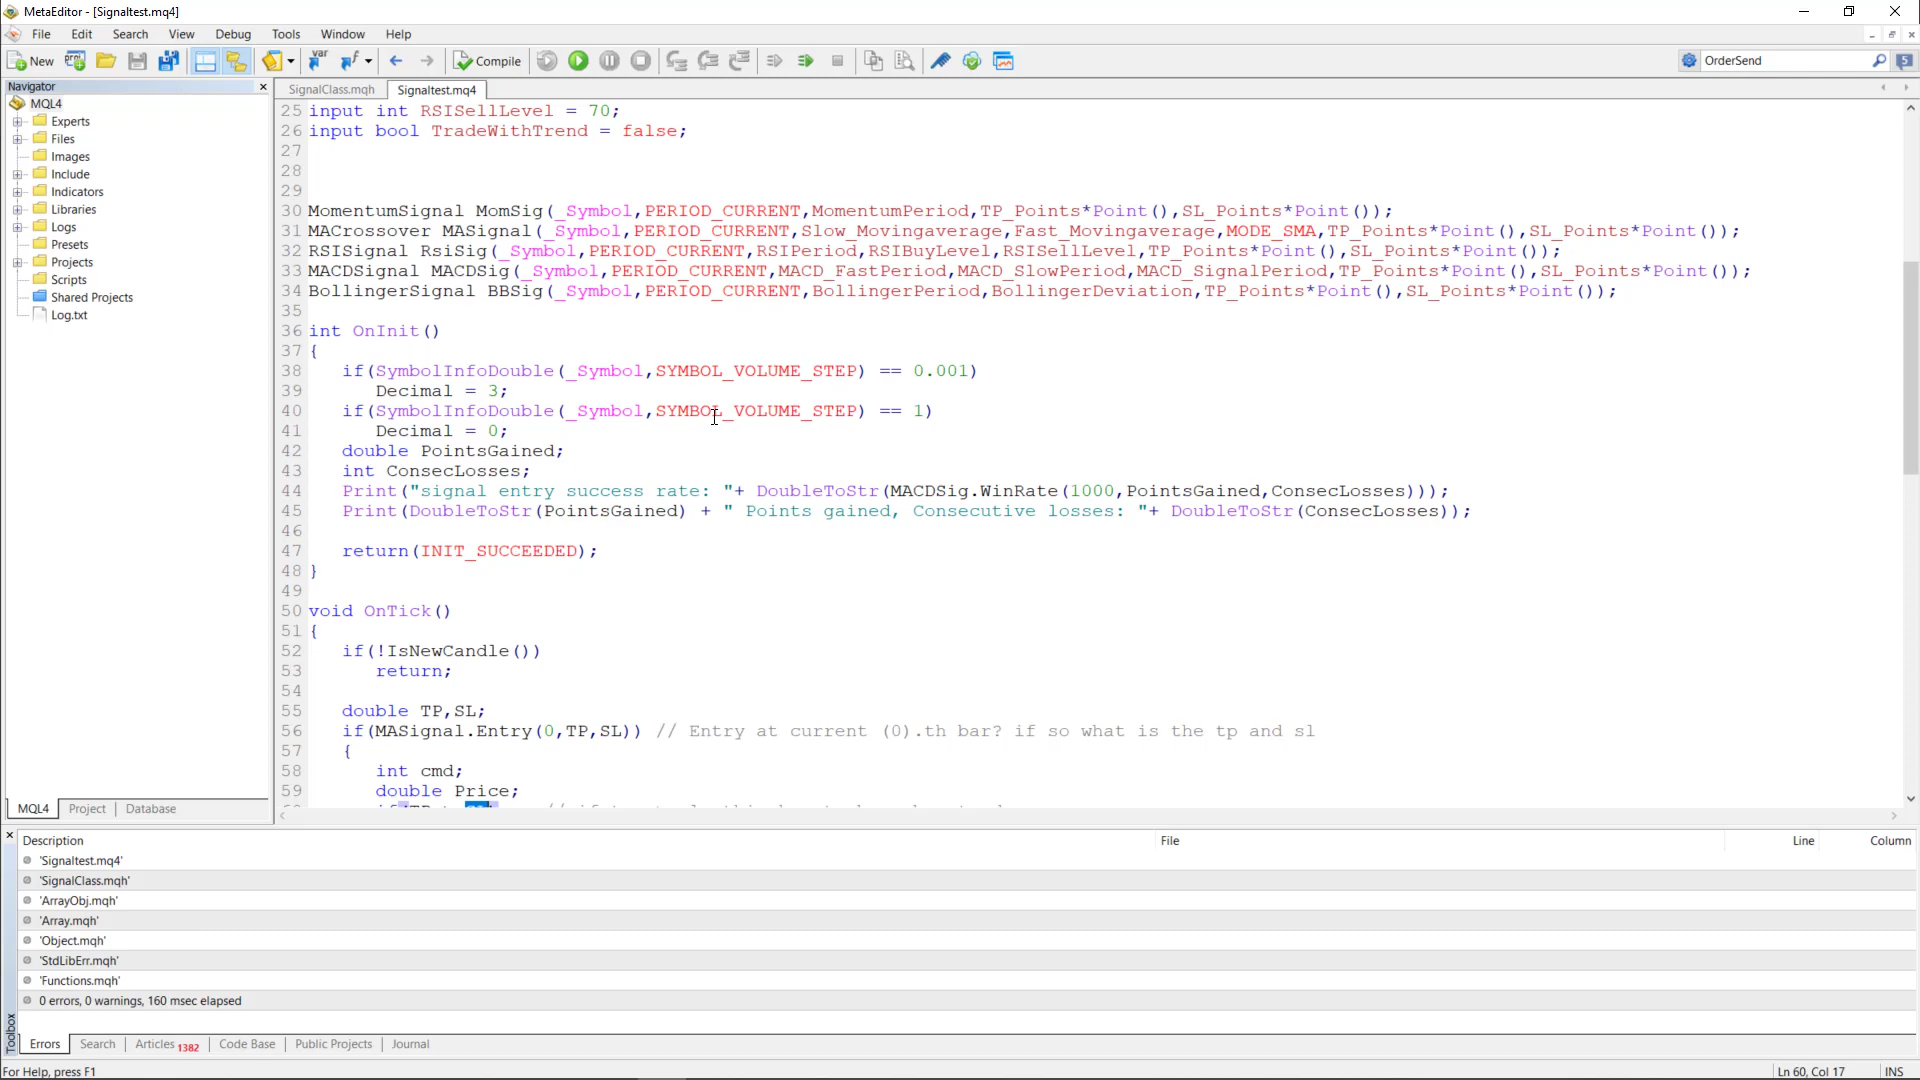 MetaEditor - [Signaltest.mq4]
File Edit Search View Debug Tools Window Help
New Compile OrderSend 5
Navigator
MQL4
Experts
Files
Images
Include
Indicators
Libraries
Logs
Presets
Projects
Scripts
Shared Projects
Log.txt
MQL4 Project Database
SignalClass.mqh Signaltest.mq4
25 input int RSISellLevel = 70;
26 input bool TradeWithTrend = false;
27
28
29
30 MomentumSignal MomSig(_Symbol,PERIOD_CURRENT,MomentumPeriod,TP_Points*Point(),SL_Points*Point());
31 MACrossover MASignal(_Symbol,PERIOD_CURRENT,Slow_Movingaverage,Fast_Movingaverage,MODE_SMA,TP_Points*Point(),SL_Points*Point());
32 RSISignal RsiSig(_Symbol,PERIOD_CURRENT,RSIPeriod,RSIBuyLevel,RSISellLevel,TP_Points*Point(),SL_Points*Point());
33 MACDSignal MACDSig(_Symbol,PERIOD_CURRENT,MACD_FastPeriod,MACD_SlowPeriod,MACD_SignalPeriod,TP_Points*Point(),SL_Points*Point());
34 BollingerSignal BBSig(_Symbol,PERIOD_CURRENT,BollingerPeriod,BollingerDeviation,TP_Points*Point(),SL_Points*Point());
35
36 int OnInit()
37 {
38 if(SymbolInfoDouble(_Symbol,SYMBOL_VOLUME_STEP) == 0.001)
39 Decimal = 3;
40 if(SymbolInfoDouble(_Symbol,SYMBOL_VOLUME_STEP) == 1)
41 Decimal = 0;
42 double PointsGained;
43 int ConsecLosses;
44 Print("signal entry success rate: "+ DoubleToStr(MACDSig.WinRate(1000,PointsGained,ConsecLosses)));
45 Print(DoubleToStr(PointsGained) + " Points gained, Consecutive losses: "+ DoubleToStr(ConsecLosses));
46
47 return(INIT_SUCCEEDED);
48 }
49
50 void OnTick()
51 {
52 if(!IsNewCandle())
53 return;
54
55 double TP,SL;
56 if(MASignal.Entry(0,TP,SL)) // Entry at current (0).th bar? if so what is the tp and sl
57 {
58 int cmd;
59 double Price;
Description File Line Column
'Signaltest.mq4'
'SignalClass.mqh'
'ArrayObj.mqh'
'Array.mqh'
'Object.mqh'
'StdLibErr.mqh'
'Functions.mqh'
0 errors, 0 warnings, 160 msec elapsed
Toolbox
Errors Search Articles 1382 Code Base Public Projects Journal
For Help, press F1 Ln 60, Col 17 INS